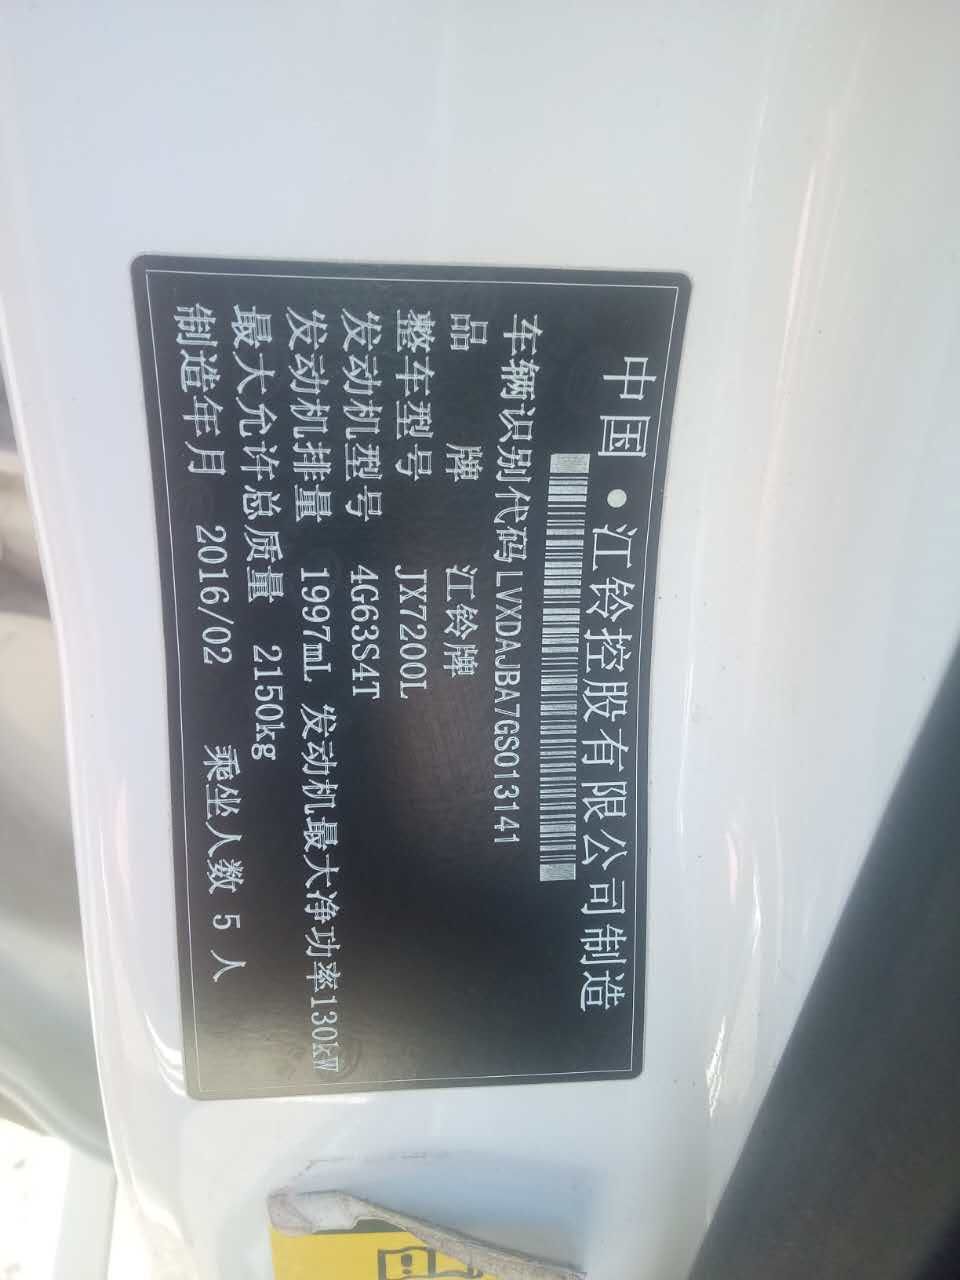 中国·江铃控股有限公司制造
车辆识别代码 LVXDAJBA7GS013141
品牌 江铃牌
整车型号 JX7200L
发动机型号 4G63S4T
发动机排量 1997mL 发动机最大净功率130kW
最大允许总质量 2150kg
制造年月 2016/02 乘坐人数 5 人